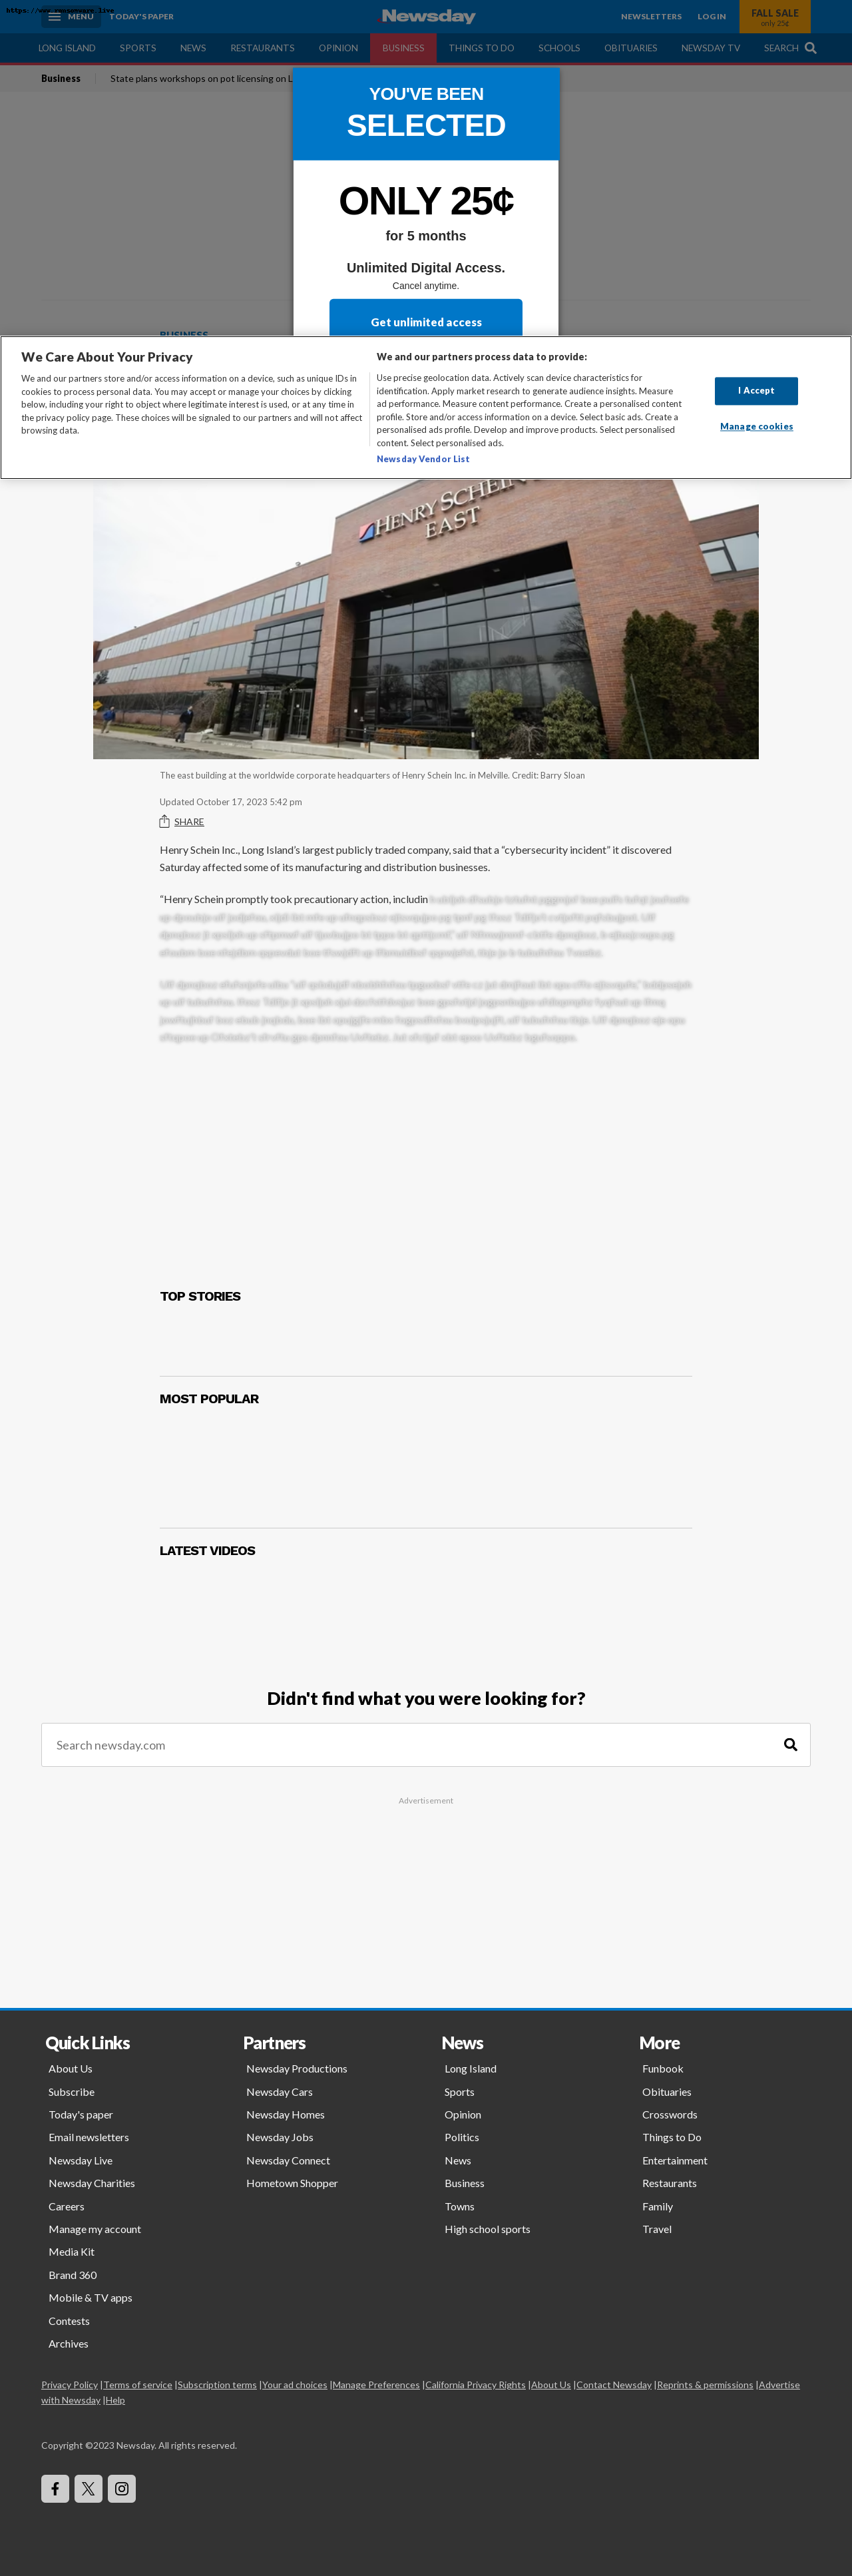 MENU
TODAY'S PAPER
Newsday
NEWSLETTERS
LOG IN
FALL SALE
only 25¢
LONG ISLAND
SPORTS
NEWS
RESTAURANTS
OPINION
BUSINESS
THINGS TO DO
SCHOOLS
OBITUARIES
NEWSDAY TV
SEARCH
Business
State plans workshops on pot licensing on L
YOU'VE BEEN
SELECTED
ONLY 25¢
for 5 months
Unlimited Digital Access.
Cancel anytime.
Get unlimited access
BUSINESS
We Care About Your Privacy
We and our partners store and/or access information on a device, such as unique IDs in
cookies to process personal data. You may accept or manage your choices by clicking
below, including your right to object where legitimate interest is used, or at any time in
the privacy policy page. These choices will be signaled to our partners and will not affect
browsing data.
We and our partners process data to provide:
Use precise geolocation data. Actively scan device characteristics for
identification. Apply market research to generate audience insights. Measure
ad performance. Measure content performance. Create a personalised content
profile. Store and/or access information on a device. Select basic ads. Create a
personalised ads profile. Develop and improve products. Select personalised
content. Select personalised ads.
Newsday Vendor List
I Accept
Manage cookies
HENRY SCHEIN
EAST
The east building at the worldwide corporate headquarters of Henry Schein Inc. in Melville. Credit: Barry Sloan
Updated October 17, 2023 5:42 pm
SHARE
Henry Schein Inc., Long Island’s largest publicly traded company, said that a “cybersecurity incident” it discovered
Saturday affected some of its manufacturing and distribution businesses.
“Henry Schein promptly took precautionary action, includin
TOP STORIES
MOST POPULAR
LATEST VIDEOS
Didn't find what you were looking for?
Search newsday.com
Advertisement
Quick Links
About Us
Subscribe
Today's paper
Email newsletters
Newsday Live
Newsday Charities
Careers
Manage my account
Media Kit
Brand 360
Mobile & TV apps
Contests
Archives
Partners
Newsday Productions
Newsday Cars
Newsday Homes
Newsday Jobs
Newsday Connect
Hometown Shopper
News
Long Island
Sports
Opinion
Politics
News
Business
Towns
High school sports
More
Funbook
Obituaries
Crosswords
Things to Do
Entertainment
Restaurants
Family
Travel
Privacy Policy |Terms of service |Subscription terms |Your ad choices |Manage Preferences |California Privacy Rights |About Us |Contact Newsday |Reprints & permissions |Advertise
with Newsday |Help
Copyright ©2023 Newsday. All rights reserved.